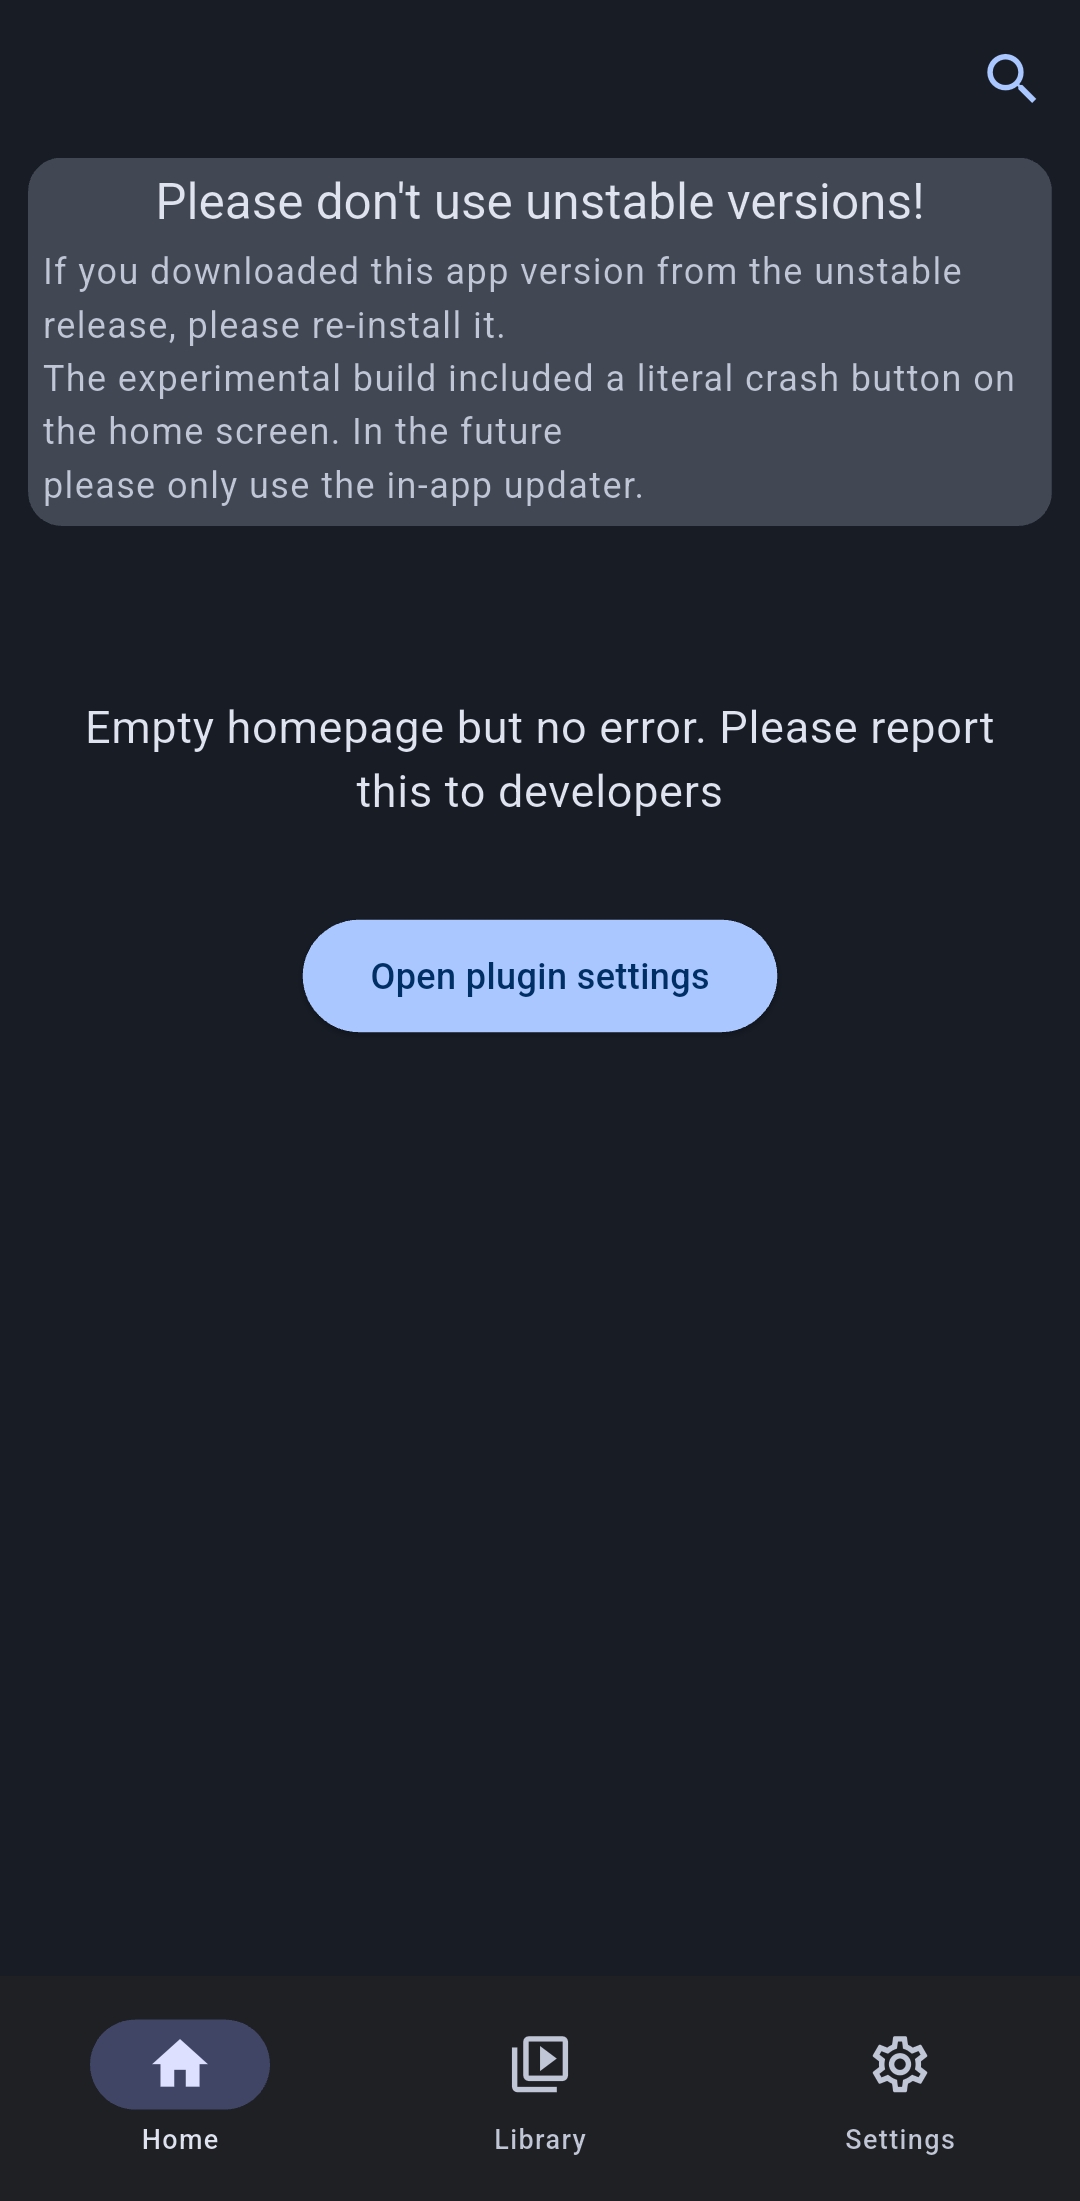 Please don't use unstable versions!
If you downloaded this app version from the unstable
release, please re-install it.
The experimental build included a literal crash button on
the home screen. In the future
please only use the in-app updater.
Empty homepage but no error. Please report
this to developers
Open plugin settings
Home
Library
Settings